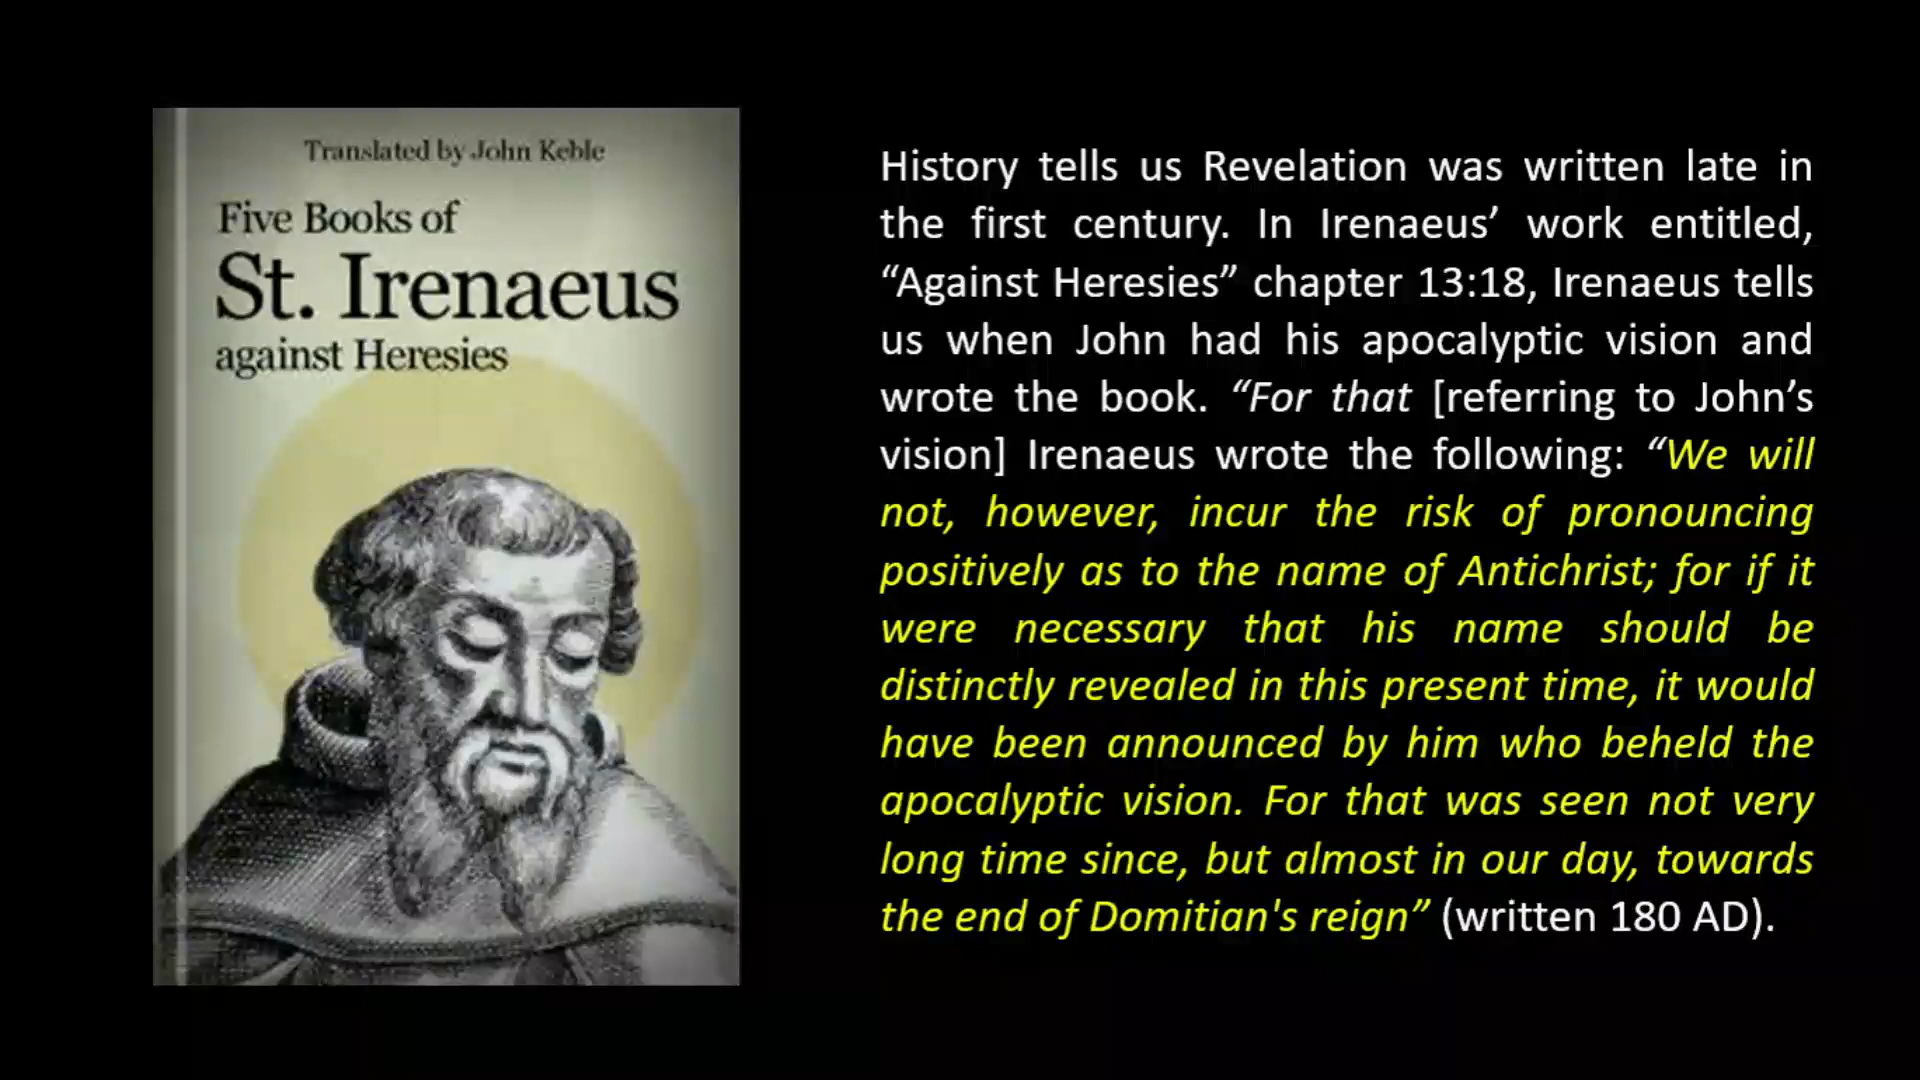 Translated by John Keble
Five Books of
St. Irenaeus
against Heresies
History tells us Revelation was written late in
the first century. In Irenaeus’ work entitled,
“Against Heresies” chapter 13:18, Irenaeus tells
us when John had his apocalyptic vision and
wrote the book. “For that [referring to John’s
vision] Irenaeus wrote the following: “We will
not, however, incur the risk of pronouncing
positively as to the name of Antichrist; for if it
were necessary that his name should be
distinctly revealed in this present time, it would
have been announced by him who beheld the
apocalyptic vision. For that was seen not very
long time since, but almost in our day, towards
the end of Domitian's reign” (written 180 AD).